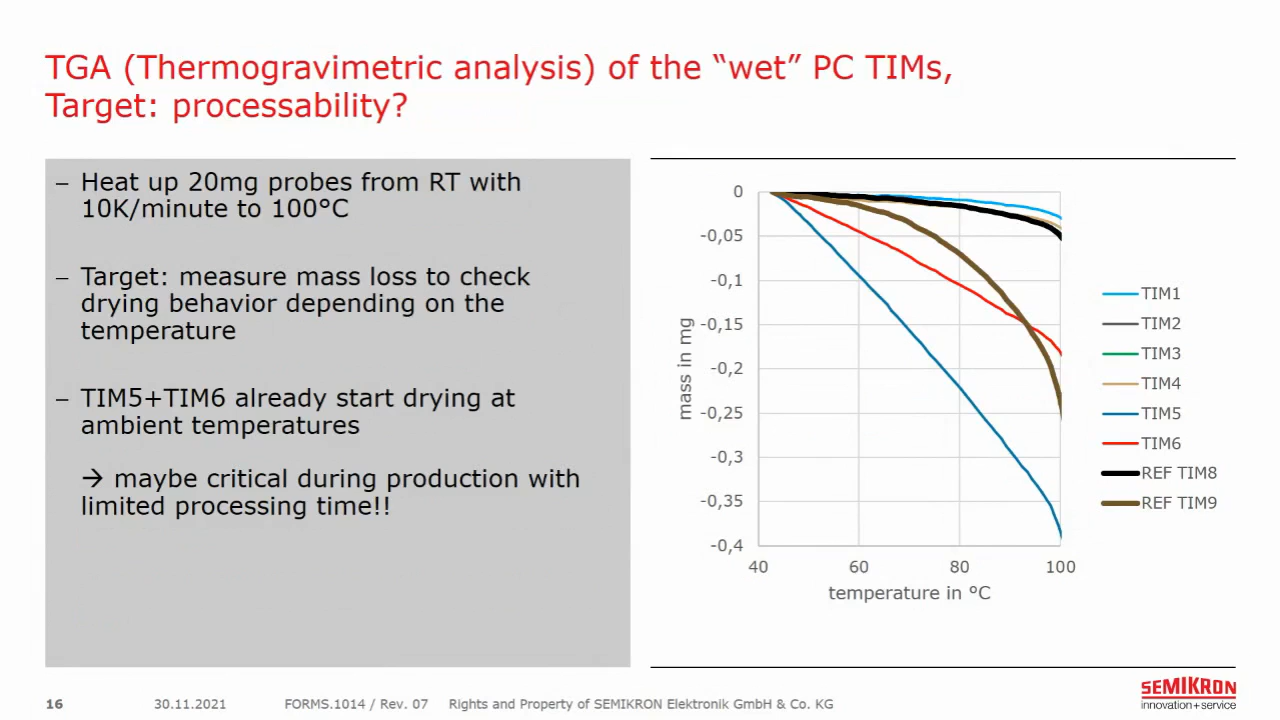 TGA (Thermogravimetric analysis) of the “wet” PC TIMs,
Target: processability?
– Heat up 20mg probes from RT with
10K/minute to 100°C
– Target: measure mass loss to check
drying behavior depending on the
temperature
– TIM5+TIM6 already start drying at
ambient temperatures
→ maybe critical during production with
limited processing time!!
0
-0,05
-0,1
-0,15
-0,2
-0,25
-0,3
-0,35
-0,4
mass in mg
40 60 80 100
temperature in °C
TIM1
TIM2
TIM3
TIM4
TIM5
TIM6
REF TIM8
REF TIM9
16 30.11.2021 FORMS.1014 / Rev. 07 Rights and Property of SEMIKRON Elektronik GmbH & Co. KG
SEMIKRON
innovation+service